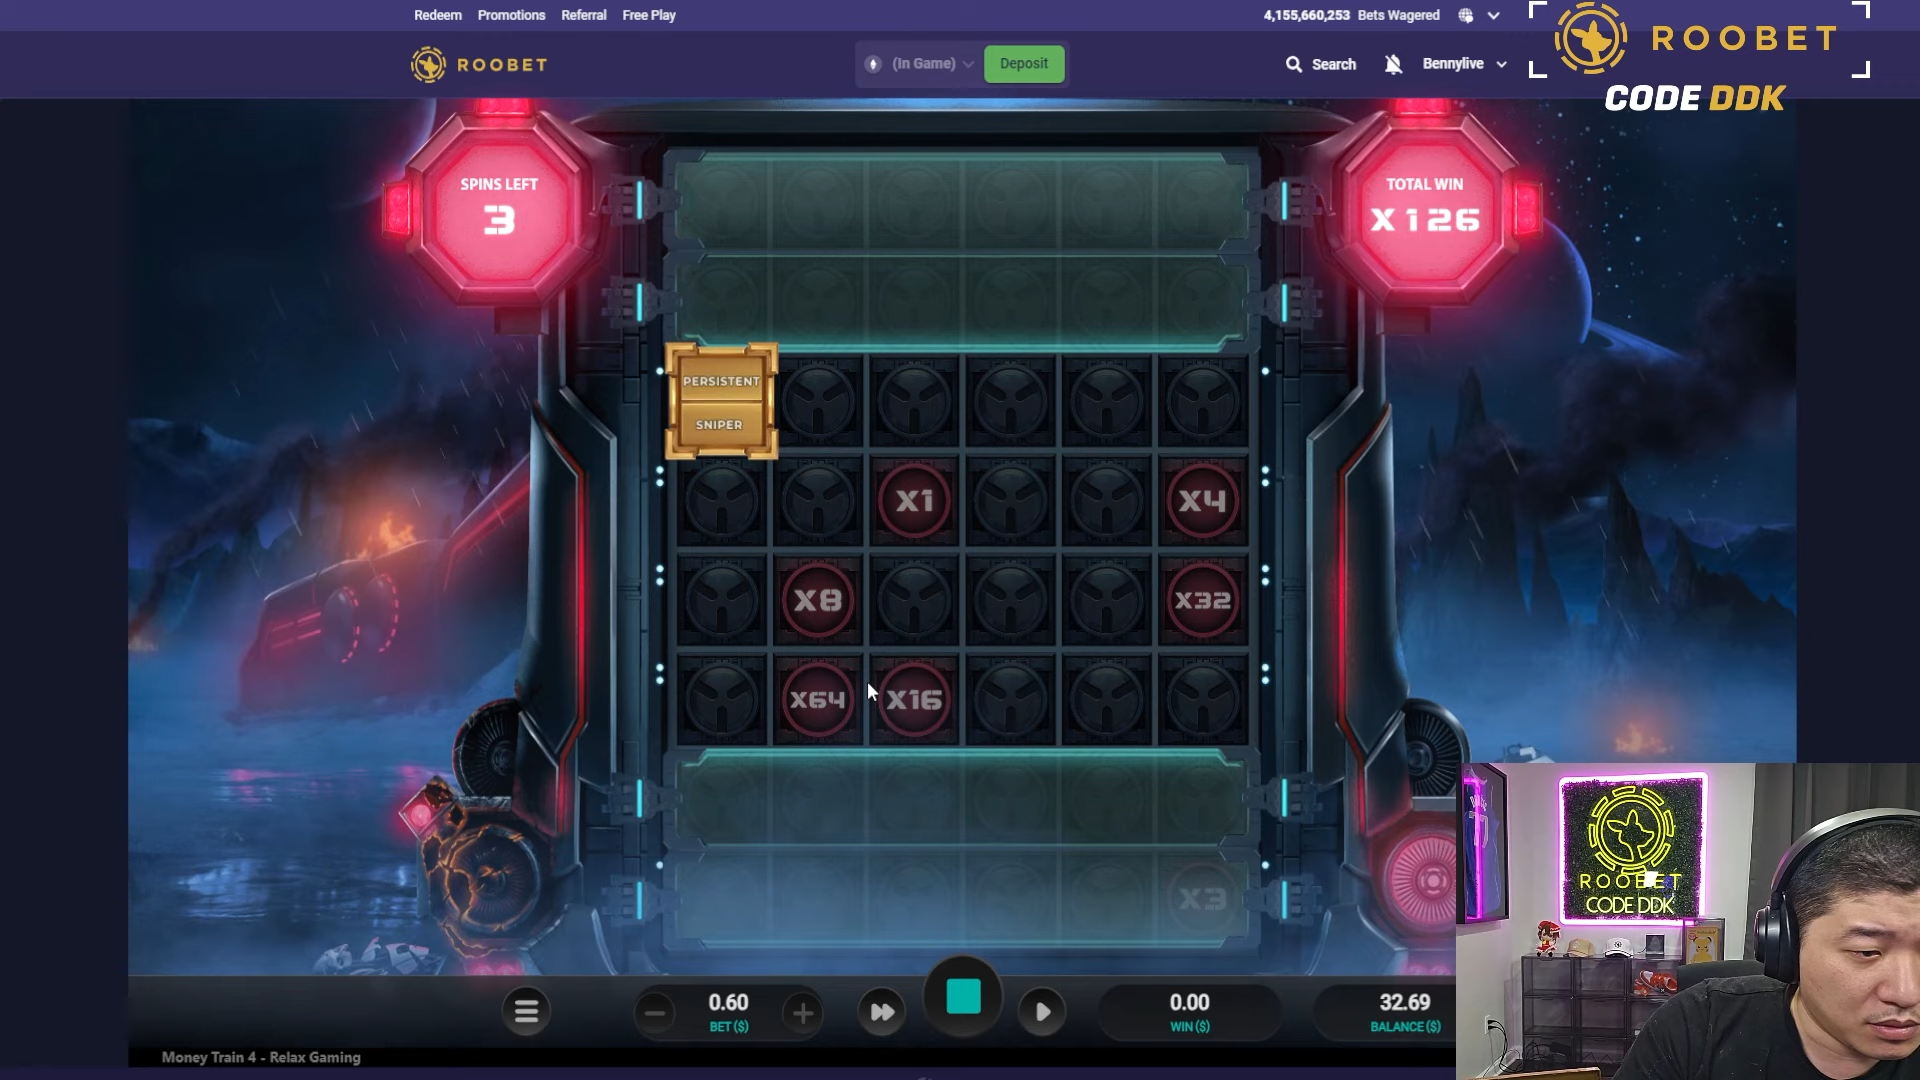 Redeem Promotions Referral Free Play
4,155,660,253 Bets Wagered
ROOBET
CODE DDK
ROOBET
(In Game)
Deposit
Search
Bennylive
SPINS LEFT
3
TOTAL WIN
X126
PERSISTENT
SNIPER
X1 X4
X8 X32
X64 X16
X3
ROOBET
CODE DDK
0.60
BET($)
0.00
WIN($)
32.69
BALANCE($)
Money Train 4 - Relax Gaming